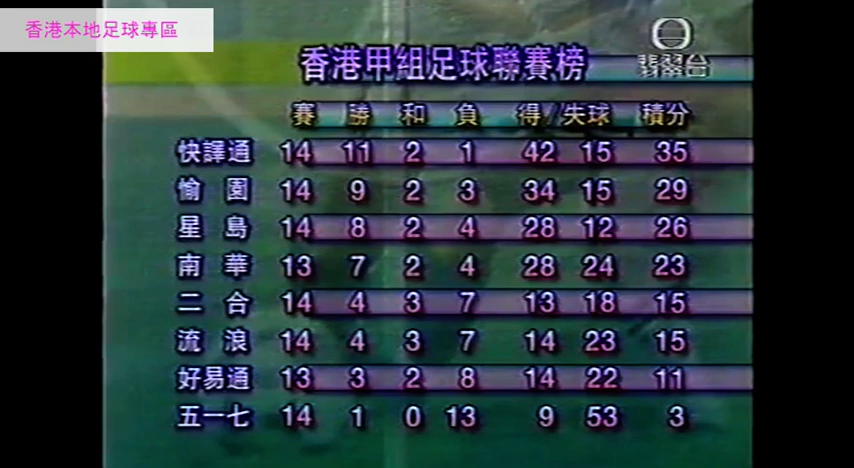 香港本地足球專區
翡翠台
香港甲組足球聯賽榜
賽 勝 和 負 得/失球 積分
快譯通 14 11 2 1 42 15 35
愉園 14 9 2 3 34 15 29
星島 14 8 2 4 28 12 26
南華 13 7 2 4 28 24 23
二合 14 4 3 7 13 18 15
流浪 14 4 3 7 14 23 15
好易通 13 3 2 8 14 22 11
五一七 14 1 0 13 9 53 3